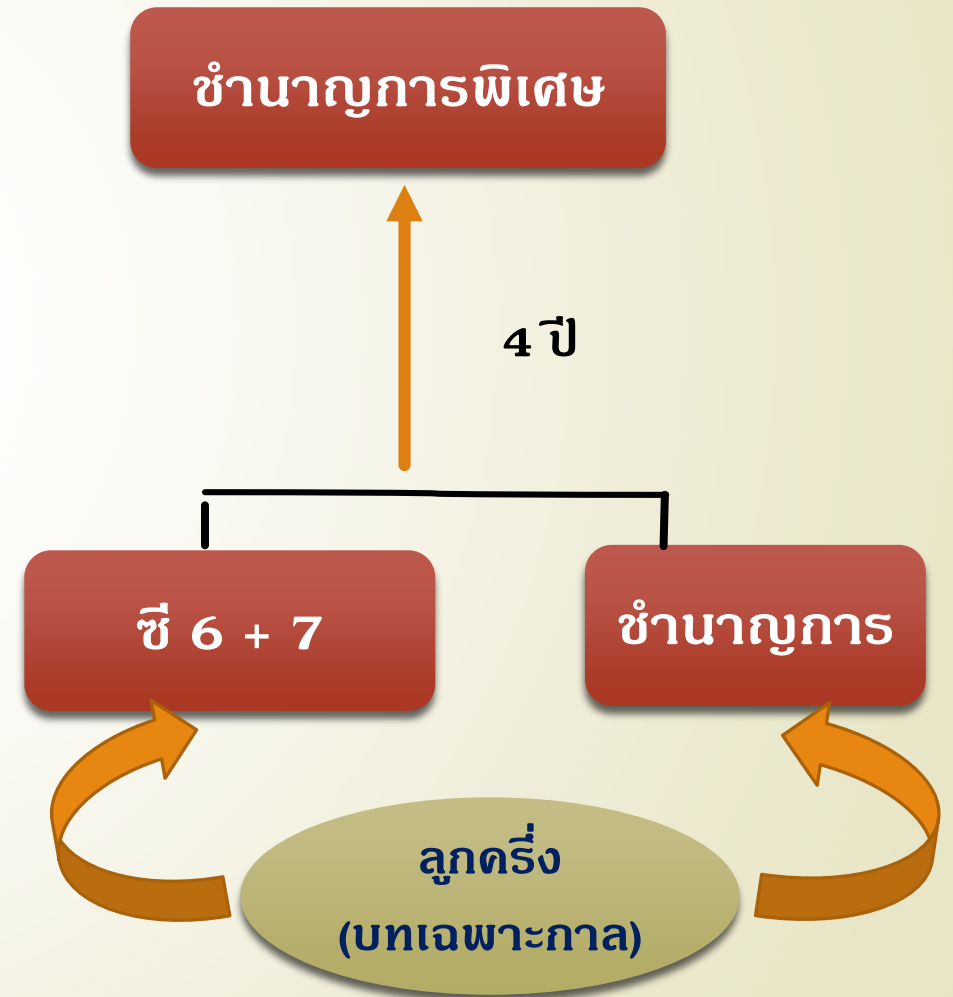 ชำนาญการพิเศษ
4 ปี
ซี 6 + 7
ชำนาญการ
ลูกครึ่ง
(บทเฉพาะกาล)